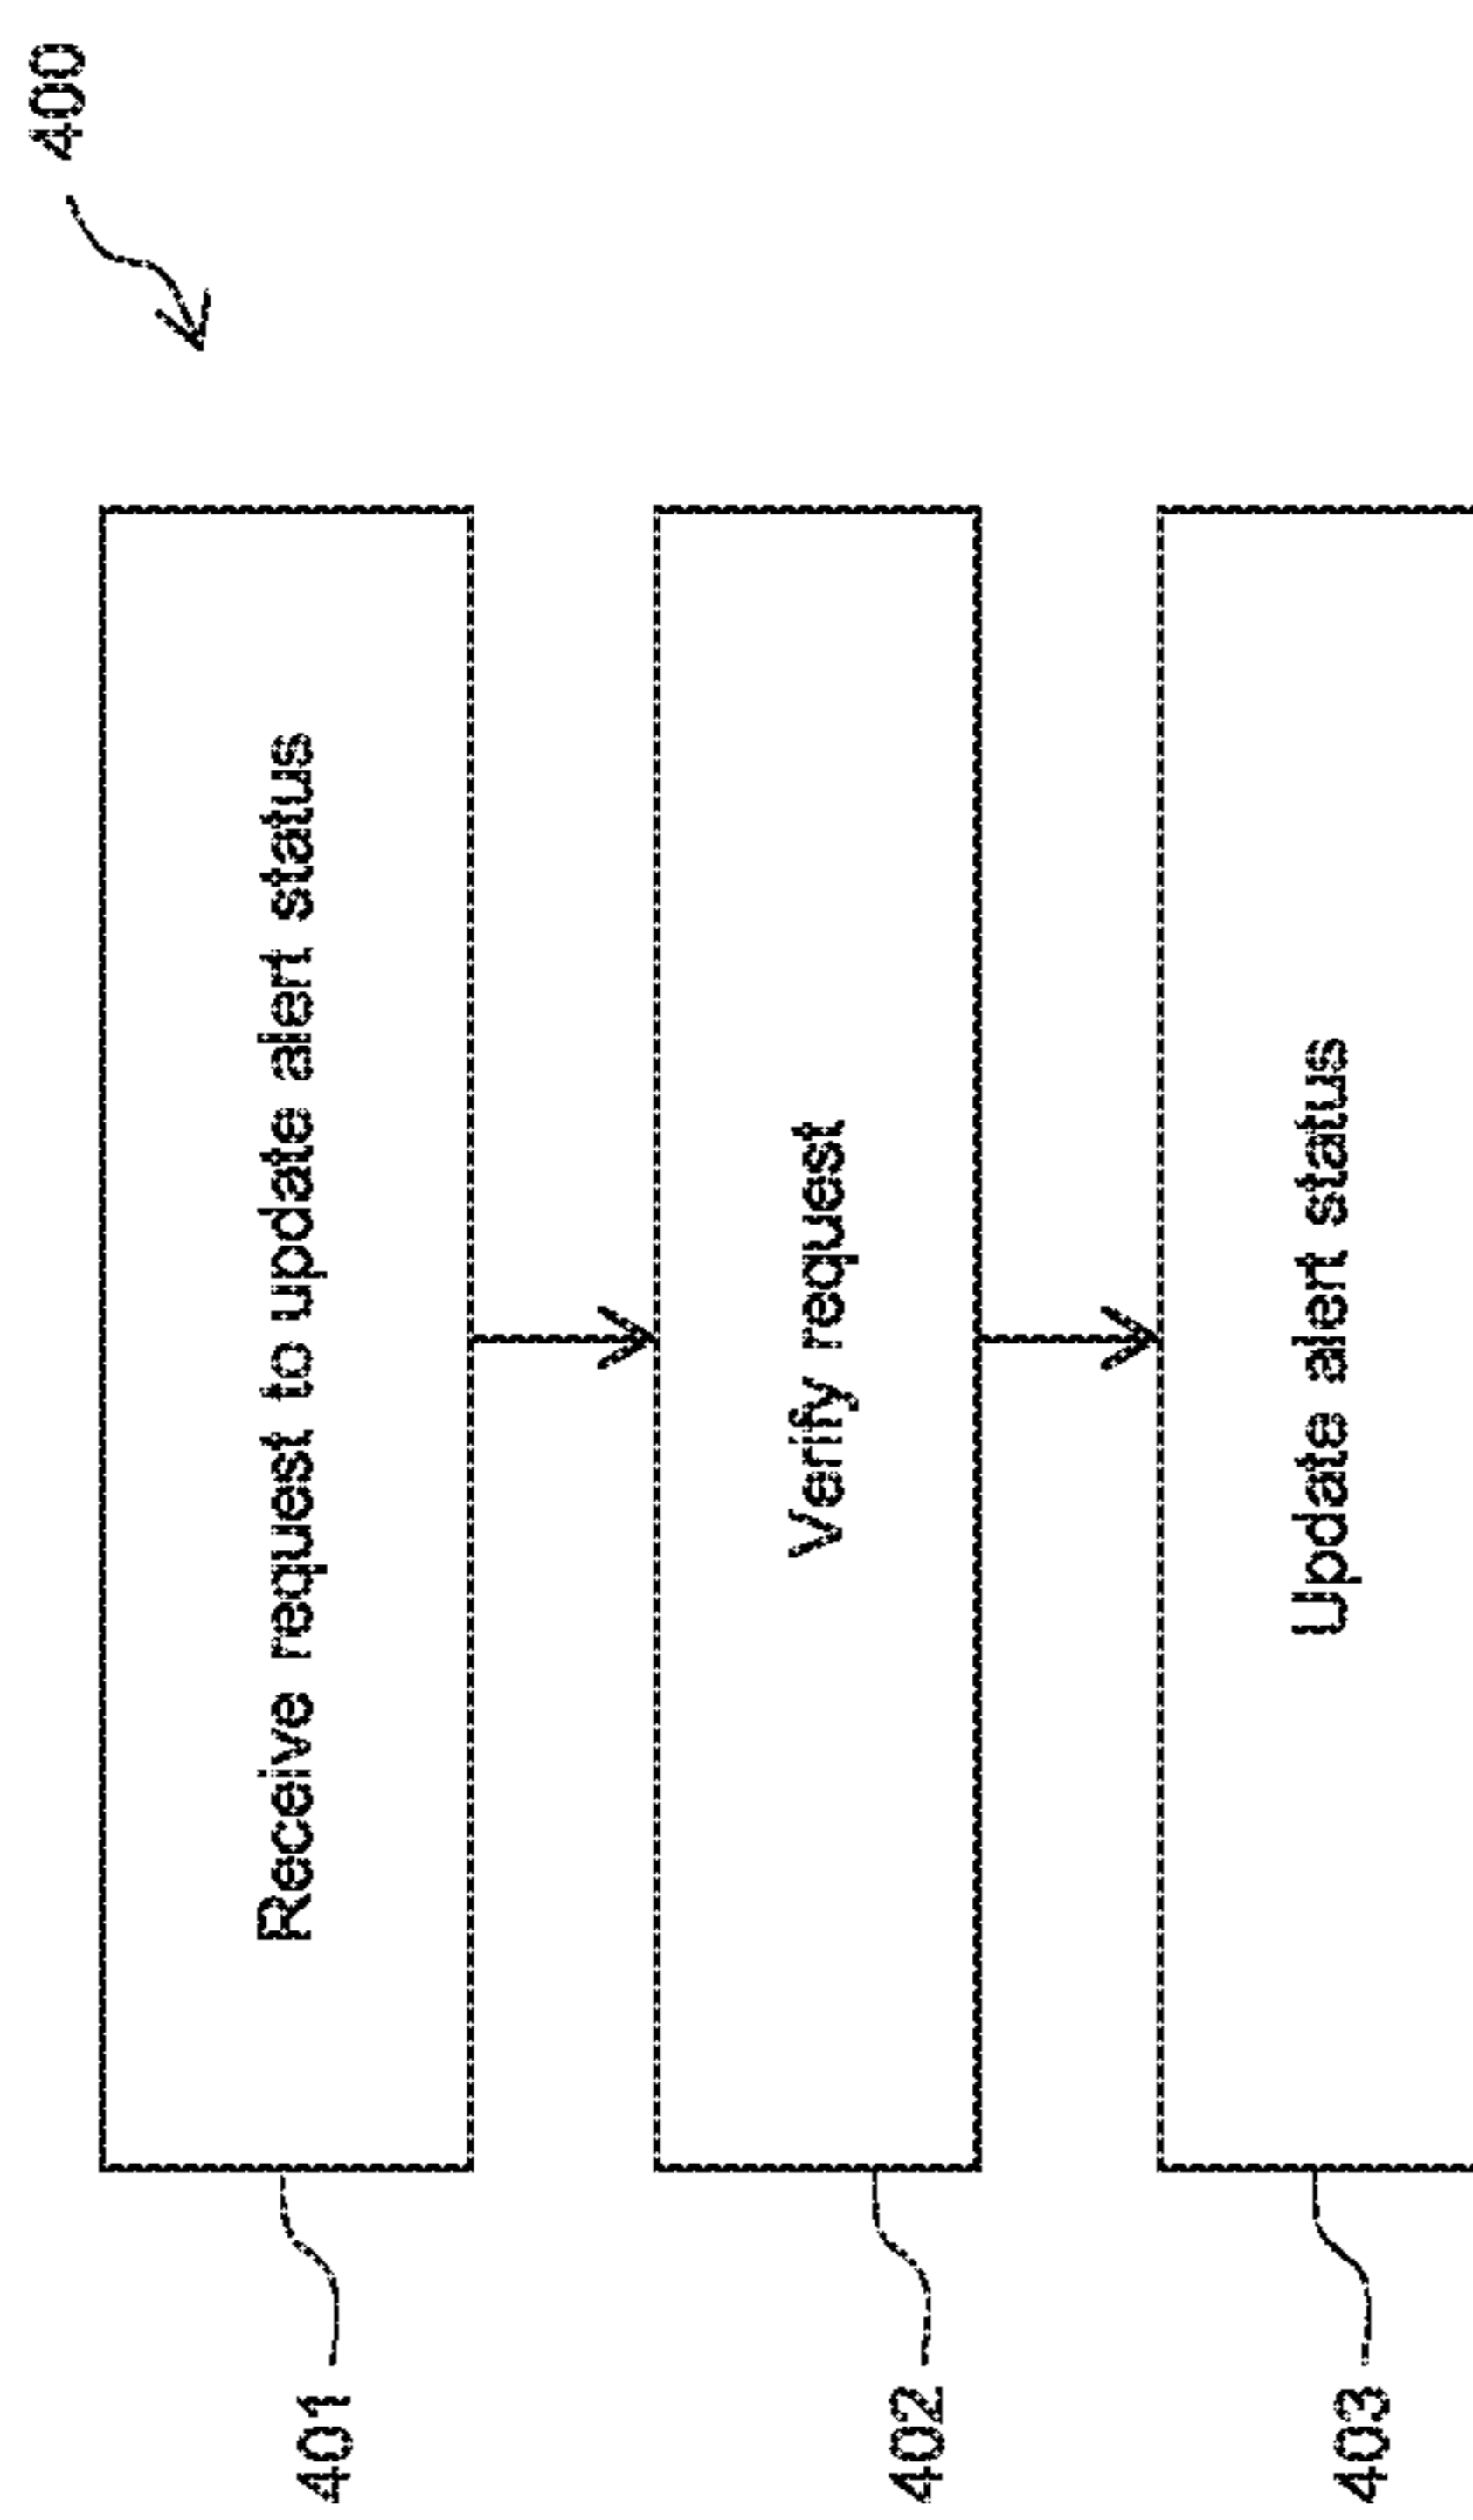 400
401
Receive request to update alert status
402
Verify request
403
Update alert status